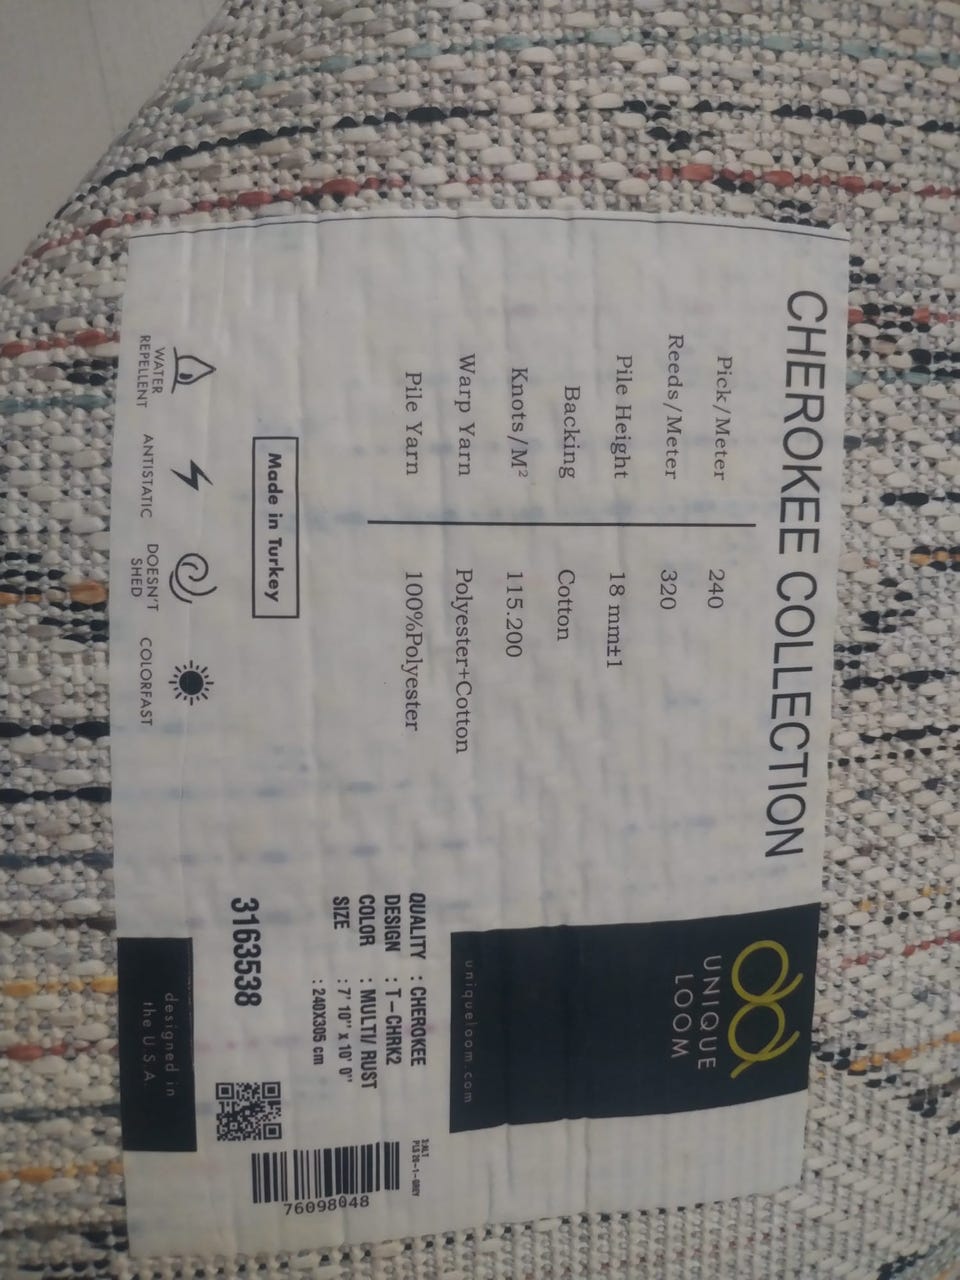 CHEROKEE COLLECTION
Pick/Meter 240
Reeds/Meter 320
Pile Height 18 mm±1
Backing Cotton
Knots/M² 115.200
Warp Yarn Polyester+Cotton
Pile Yarn 100%Polyester
Made in Turkey
WATER REPELLENT
ANTISTATIC
DOESN'T SHED
COLORFAST
UNIQUE
LOOM
uniqueloom.com
QUALITY : CHEROKEE
DESIGN : T-CHRK2
COLOR : MULTI/ RUST
SIZE : 7' 10" x 10' 0"
: 240X305 cm
3163538
76098048
designed in
the U.S.A.